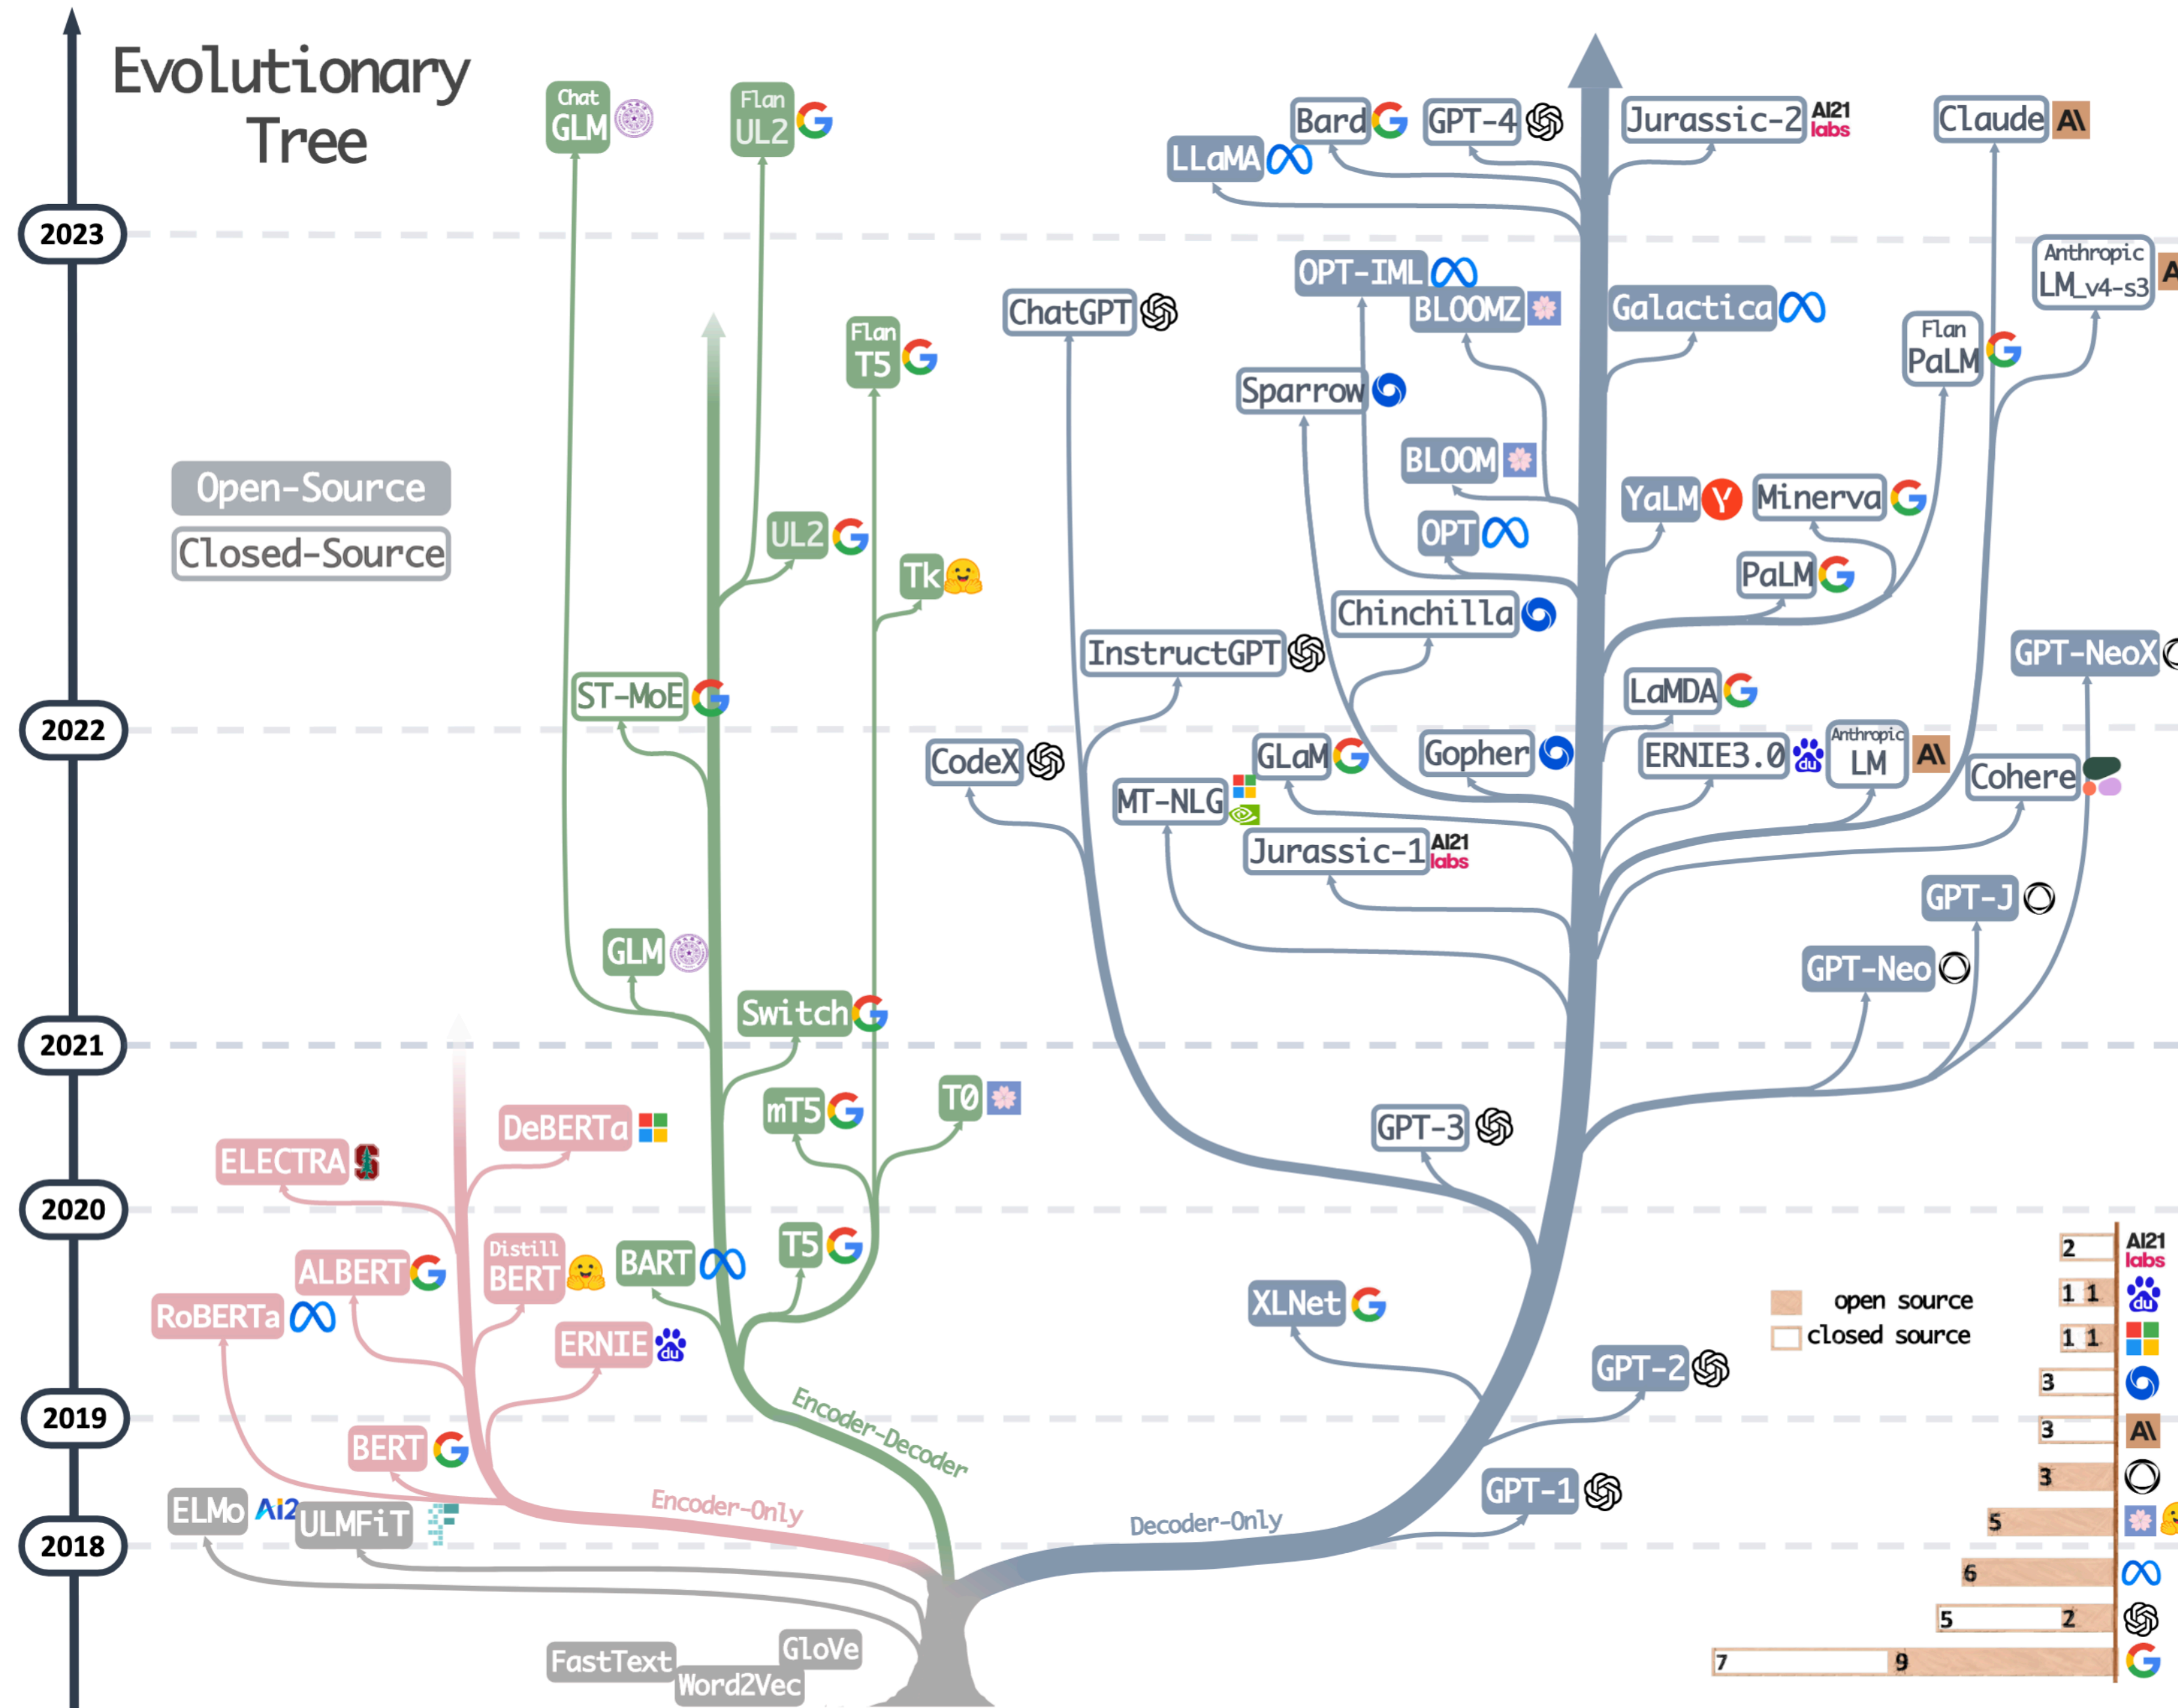 Evolutionary
Tree
Chat
GLM
Flan
UL2
Bard
GPT-4
Jurassic-2
AI21
labs
Claude
A\
LLaMA
2023
Anthropic
LM_v4-s3
A
OPT-IML
BLOOMZ
Galactica
ChatGPT
Flan
PaLM
Flan
T5
Sparrow
BLOOM
Open-Source
Closed-Source
YaLM
Y
Minerva
UL2
OPT
Tk
PaLM
Chinchilla
InstructGPT
GPT-NeoX
ST-MoE
LaMDA
2022
CodeX
GLaM
Gopher
ERNIE3.0
du
Anthropic
LM
A\
Cohere
MT-NLG
Jurassic-1
AI21
labs
GPT-J
GLM
GPT-Neo
Switch
2021
mT5
T0
DeBERTa
GPT-3
ELECTRA
S
2020
T5
BART
Distill
BERT
ALBERT
RoBERTa
ERNIE
du
XLNet
GPT-2
2019
Encoder-Decoder
BERT
ELMo
Ai2
ULMFiT
Encoder-Only
Decoder-Only
GPT-1
2018
FastText
Word2Vec
GloVe
open source
closed source
2
AI21
labs
1 1
du
1 1
3
3
A\
3
5
6
5 2
7 9